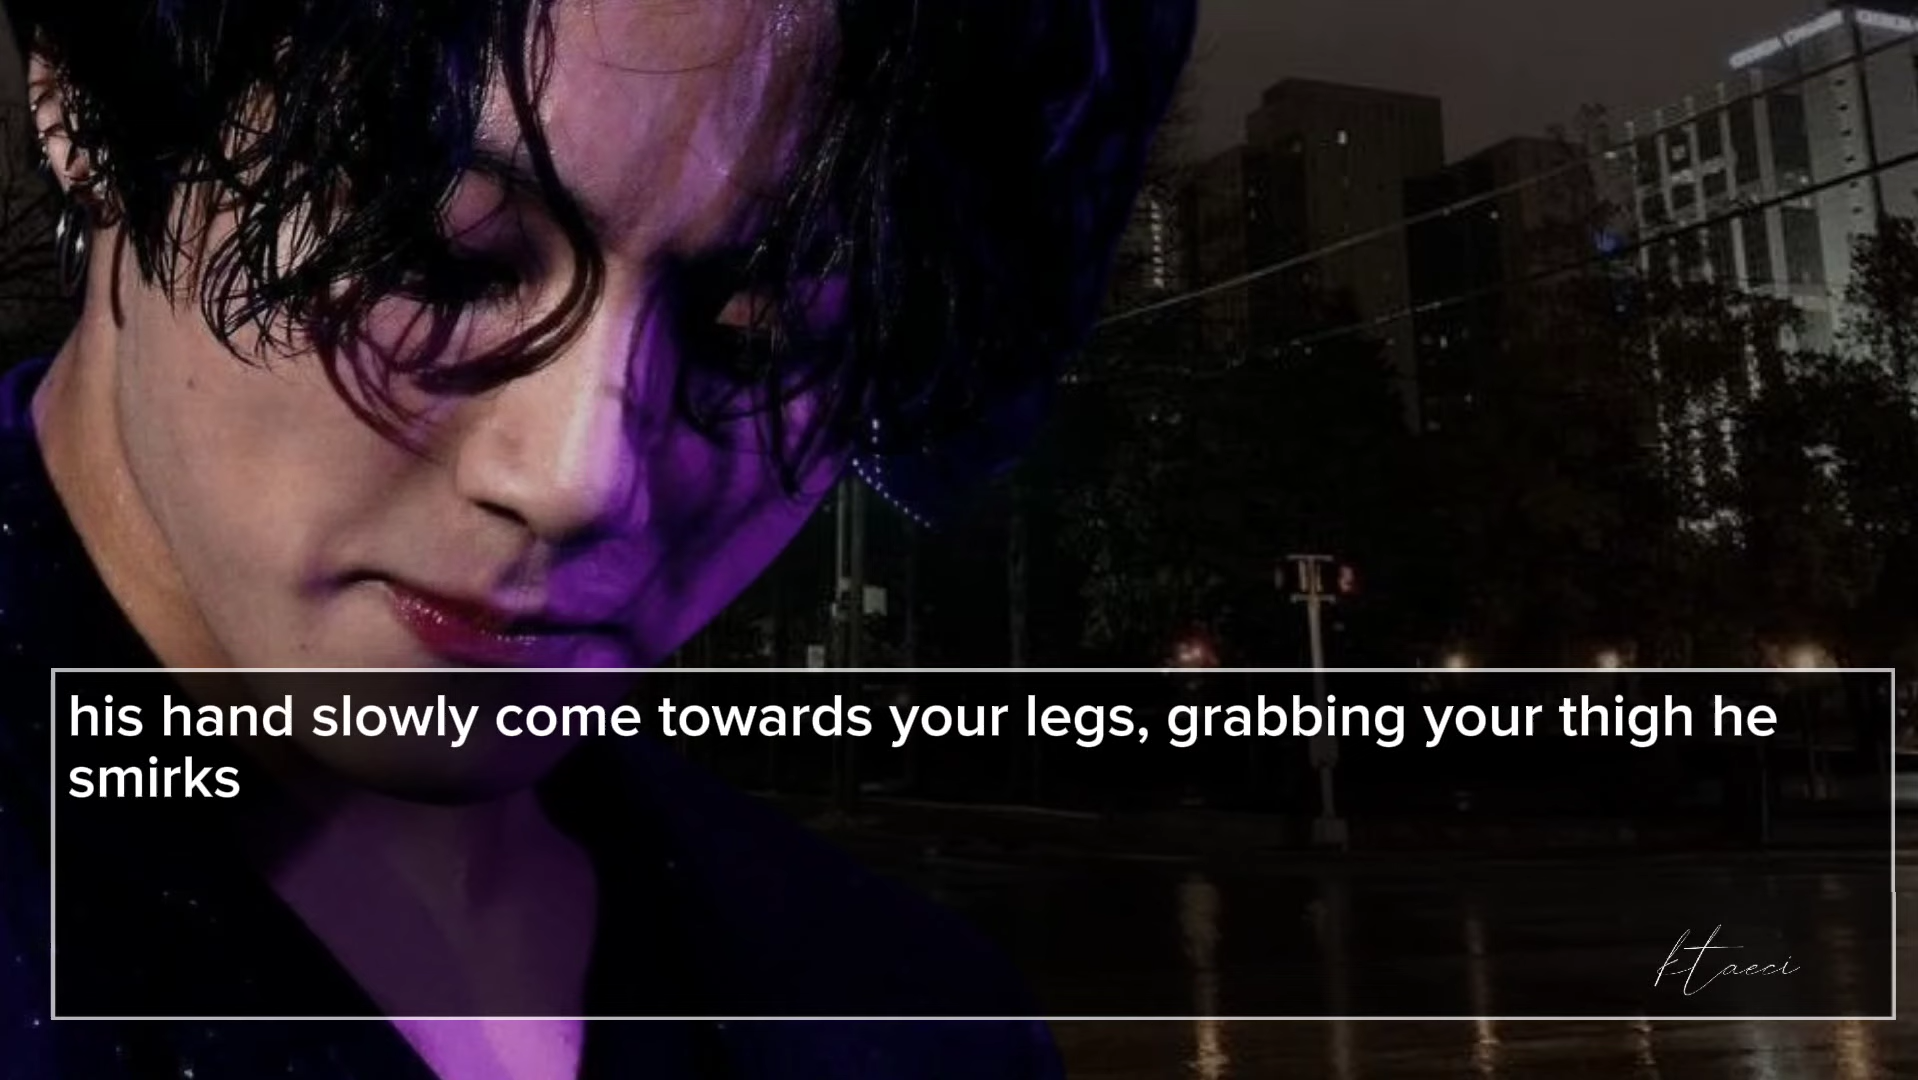 his hand slowly come towards your legs, grabbing your thigh he
smirks
ktaeci